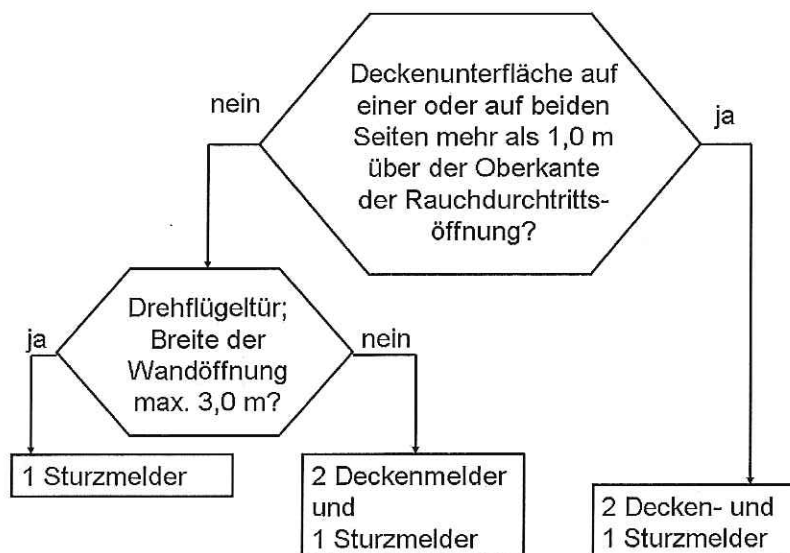 Deckenunterfläche auf
einer oder auf beiden
Seiten mehr als 1,0 m
über der Oberkante
der Rauchdurchtritts-
öffnung?
nein
ja
Drehflügeltür;
Breite der
Wandöffnung
max. 3,0 m?
ja
nein
1 Sturzmelder
2 Deckenmelder
und
1 Sturzmelder
2 Decken- und
1 Sturzmelder